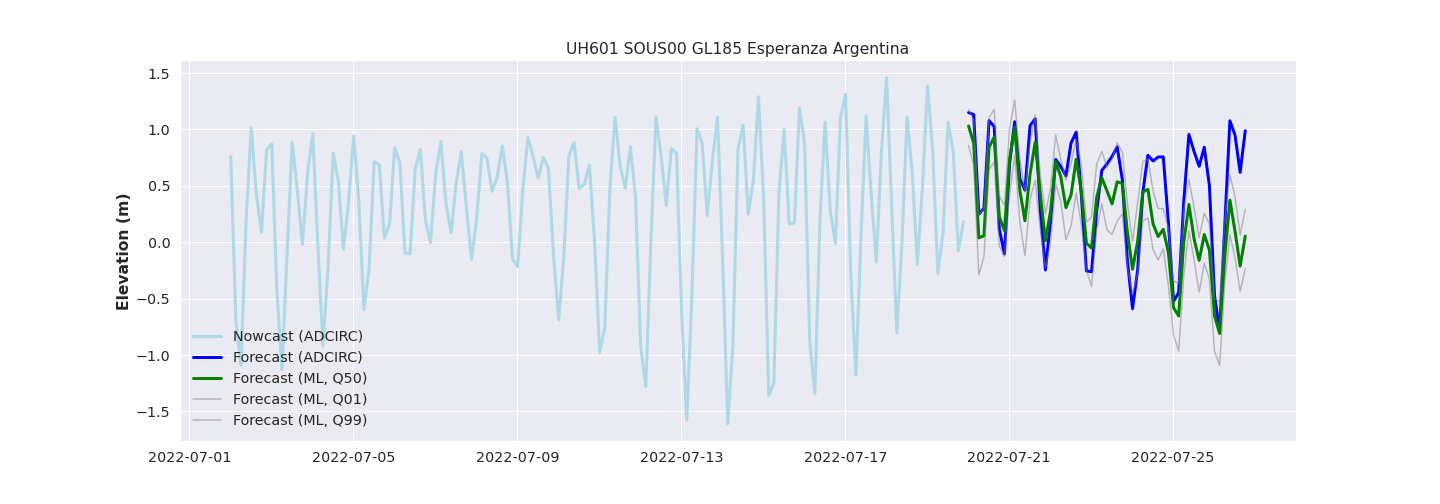 UH601 SOUS00 GL185 Esperanza Argentina
Elevation (m)
1.5
1.0
0.5
0.0
−0.5
−1.0
−1.5
Nowcast (ADCIRC)
Forecast (ADCIRC)
Forecast (ML, Q50)
Forecast (ML, Q01)
Forecast (ML, Q99)
2022-07-01 2022-07-05 2022-07-09 2022-07-13 2022-07-17 2022-07-21 2022-07-25